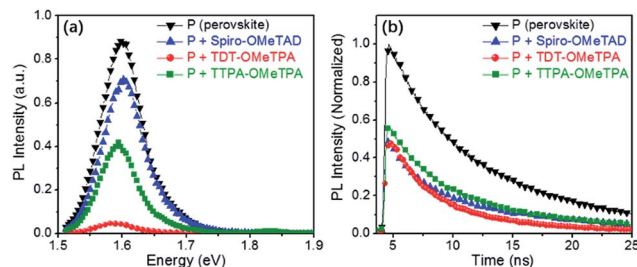 (a)
P (perovskite)
P + Spiro-OMeTAD
P + TDT-OMeTPA
P + TTPA-OMeTPA
PL Intensity (a.u.)
0.8
0.6
0.4
0.2
0.0
1.5 1.6 1.7 1.8 1.9
Energy (eV)
(b)
P (perovskite)
P + Spiro-OMeTAD
P + TDT-OMeTPA
P + TTPA-OMeTPA
PL Intensity (Normalized)
1.0
0.8
0.6
0.4
0.2
0.0
5 10 15 20 25
Time (ns)